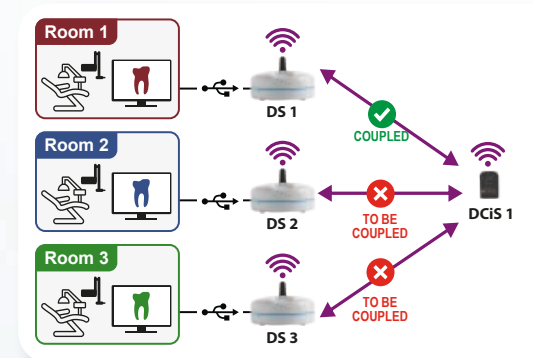 Room 1
DS 1
COUPLED
Room 2
DS 2
TO BE
COUPLED
DCiS 1
Room 3
DS 3
TO BE
COUPLED